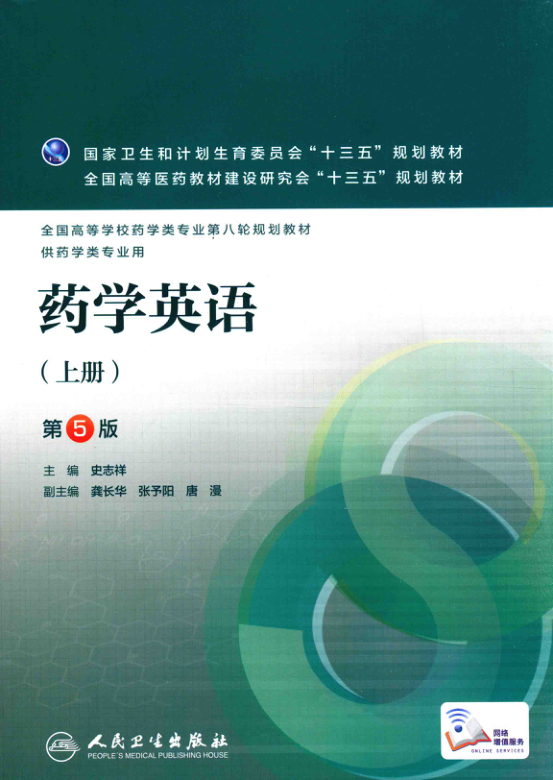 国家卫生和计划生育委员会“十三五”规划教材
全国高等医药教材建设研究会“十三五”规划教材
全国高等学校药学类专业第八轮规划教材
供药学类专业用
药学英语
（上册）
第5版
主编 史志祥
副主编 龚长华 张予阳 唐漫
人民卫生出版社
PEOPLE'S MEDICAL PUBLISHING HOUSE
网络
增值服务
ONLINE SERVICES